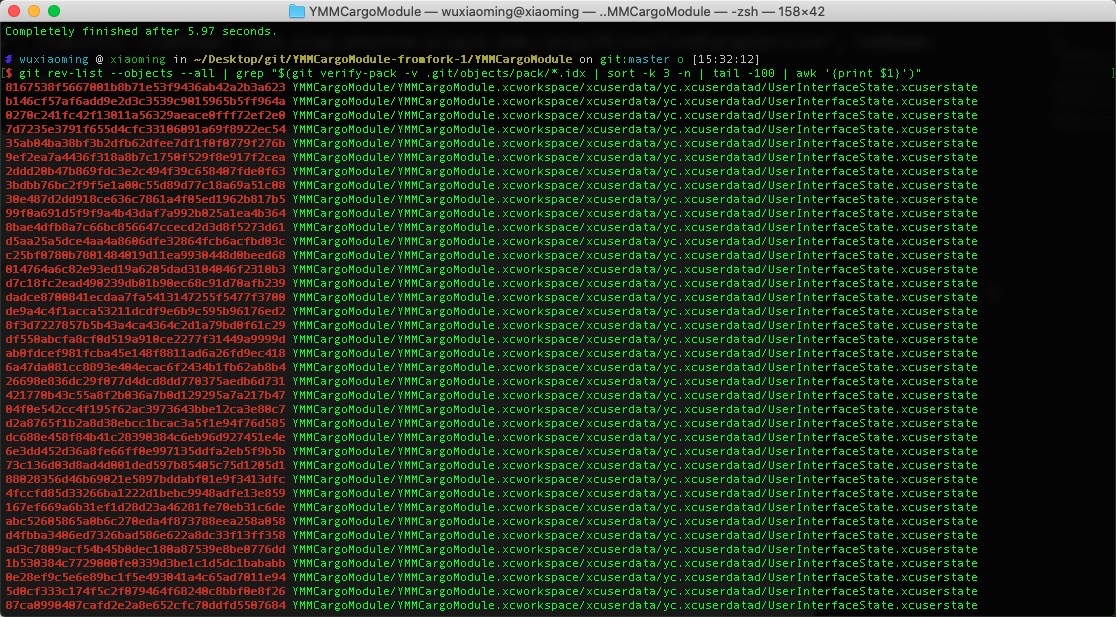 YMMCargoModule — wuxiaoming@xiaoming — ..MMCargoModule — -zsh — 158×42
Completely finished after 5.97 seconds.
# wuxiaoming @ xiaoming in ~/Desktop/git/YMMCargoModule-fromfork-1/YMMCargoModule on git:master o [15:32:12]
$ git rev-list --objects --all | grep "$(git verify-pack -v .git/objects/pack/*.idx | sort -k 3 -n | tail -100 | awk '{print $1}')"
8167538f5667001b8b71e53f9436ab42a2b3a623 YMMCargoModule/YMMCargoModule.xcworkspace/xcuserdata/yc.xcuserdatad/UserInterfaceState.xcuserstate
b146cf57af6add9e2d3c3539c9015965b5ff964a YMMCargoModule/YMMCargoModule.xcworkspace/xcuserdata/yc.xcuserdatad/UserInterfaceState.xcuserstate
0270c241fc42f13011a56329aeace0fff72ef2e0 YMMCargoModule/YMMCargoModule.xcworkspace/xcuserdata/yc.xcuserdatad/UserInterfaceState.xcuserstate
7d7235e3791f655d4cfc33106091a69f8922ec54 YMMCargoModule/YMMCargoModule.xcworkspace/xcuserdata/yc.xcuserdatad/UserInterfaceState.xcuserstate
35ab04ba38bf3b2dfb62dfee7df1f0f0779f276b YMMCargoModule/YMMCargoModule.xcworkspace/xcuserdata/yc.xcuserdatad/UserInterfaceState.xcuserstate
9ef2ea7a4436f318a8b7c1750f529f8e917f2cea YMMCargoModule/YMMCargoModule.xcworkspace/xcuserdata/yc.xcuserdatad/UserInterfaceState.xcuserstate
2ddd20b47b869fdc3e2c494f39c658407fde0f63 YMMCargoModule/YMMCargoModule.xcworkspace/xcuserdata/yc.xcuserdatad/UserInterfaceState.xcuserstate
3bdbb76bc2f9f5e1a00c55d89d77c18a69a51c08 YMMCargoModule/YMMCargoModule.xcworkspace/xcuserdata/yc.xcuserdatad/UserInterfaceState.xcuserstate
30e487d2dd918ce636c7861a4f05ed1962b817b5 YMMCargoModule/YMMCargoModule.xcworkspace/xcuserdata/yc.xcuserdatad/UserInterfaceState.xcuserstate
99f0a691d5f9f9a4b43daf7a992b025a1ea4b364 YMMCargoModule/YMMCargoModule.xcworkspace/xcuserdata/yc.xcuserdatad/UserInterfaceState.xcuserstate
8bae4dfb8a7c66bc856647ccecd2d3d8f5273d61 YMMCargoModule/YMMCargoModule.xcworkspace/xcuserdata/yc.xcuserdatad/UserInterfaceState.xcuserstate
d5aa25a5dce4aa4a8606dfe32864fcb6acfbd03c YMMCargoModule/YMMCargoModule.xcworkspace/xcuserdata/yc.xcuserdatad/UserInterfaceState.xcuserstate
c25bf0780b7801484019d11ea9930448d0beed68 YMMCargoModule/YMMCargoModule.xcworkspace/xcuserdata/yc.xcuserdatad/UserInterfaceState.xcuserstate
014764a6c82e93ed19a6205dad3104046f2310b3 YMMCargoModule/YMMCargoModule.xcworkspace/xcuserdata/yc.xcuserdatad/UserInterfaceState.xcuserstate
d7c18fc2ead490239db01b90ec68c91d70afb239 YMMCargoModule/YMMCargoModule.xcworkspace/xcuserdata/yc.xcuserdatad/UserInterfaceState.xcuserstate
dadce8700841ecdaa7fa5413147255f5477f3700 YMMCargoModule/YMMCargoModule.xcworkspace/xcuserdata/yc.xcuserdatad/UserInterfaceState.xcuserstate
de9a4c4f1acca53211dcdf9e6b9c595b96176ed2 YMMCargoModule/YMMCargoModule.xcworkspace/xcuserdata/yc.xcuserdatad/UserInterfaceState.xcuserstate
8f3d7227857b5b43a4ca4364c2d1a79bd0f61c29 YMMCargoModule/YMMCargoModule.xcworkspace/xcuserdata/yc.xcuserdatad/UserInterfaceState.xcuserstate
df550abcfa8cf0d519a910ce2277f31449a9999d YMMCargoModule/YMMCargoModule.xcworkspace/xcuserdata/yc.xcuserdatad/UserInterfaceState.xcuserstate
ab0fdcef981fcba45e148f8811ad6a26fd9ec418 YMMCargoModule/YMMCargoModule.xcworkspace/xcuserdata/yc.xcuserdatad/UserInterfaceState.xcuserstate
6a47da081cc8893e404ecac6f2434b1fb62ab8b4 YMMCargoModule/YMMCargoModule.xcworkspace/xcuserdata/yc.xcuserdatad/UserInterfaceState.xcuserstate
26698e836dc29f077d4dcd8dd770375aedb6d731 YMMCargoModule/YMMCargoModule.xcworkspace/xcuserdata/yc.xcuserdatad/UserInterfaceState.xcuserstate
421770b43c55a8f2b036a7b0d129295a7a217b47 YMMCargoModule/YMMCargoModule.xcworkspace/xcuserdata/yc.xcuserdatad/UserInterfaceState.xcuserstate
04f0e542cc4f195f62ac3973643bbe12ca3e80c7 YMMCargoModule/YMMCargoModule.xcworkspace/xcuserdata/yc.xcuserdatad/UserInterfaceState.xcuserstate
d2a8765f1b2a8d38ebcc1bcac3a5f1e94f76d585 YMMCargoModule/YMMCargoModule.xcworkspace/xcuserdata/yc.xcuserdatad/UserInterfaceState.xcuserstate
dc688e458f84b41c28390384c6eb96d927451e4e YMMCargoModule/YMMCargoModule.xcworkspace/xcuserdata/yc.xcuserdatad/UserInterfaceState.xcuserstate
6e3dd452d36a8fe66ff0e997135ddfa2eb5f9b5b YMMCargoModule/YMMCargoModule.xcworkspace/xcuserdata/yc.xcuserdatad/UserInterfaceState.xcuserstate
73c136d03d8ad4d001ded597b85405c75d1205d1 YMMCargoModule/YMMCargoModule.xcworkspace/xcuserdata/yc.xcuserdatad/UserInterfaceState.xcuserstate
88028356d46b69021e5897bddabf01e9f3413dfc YMMCargoModule/YMMCargoModule.xcworkspace/xcuserdata/yc.xcuserdatad/UserInterfaceState.xcuserstate
4fccfd85d33266ba1222d1bebc9948adfe13e859 YMMCargoModule/YMMCargoModule.xcworkspace/xcuserdata/yc.xcuserdatad/UserInterfaceState.xcuserstate
167ef669a6b31ef1d28d23a46281fe70eb31c6de YMMCargoModule/YMMCargoModule.xcworkspace/xcuserdata/yc.xcuserdatad/UserInterfaceState.xcuserstate
abc52605865a0b6c270eda4f873788eea258a058 YMMCargoModule/YMMCargoModule.xcworkspace/xcuserdata/yc.xcuserdatad/UserInterfaceState.xcuserstate
d4fbba3406ed7326bad586e622a8dc33f13ff358 YMMCargoModule/YMMCargoModule.xcworkspace/xcuserdata/yc.xcuserdatad/UserInterfaceState.xcuserstate
ad3c7809acf54b45b0dec180a87539e8be0776dd YMMCargoModule/YMMCargoModule.xcworkspace/xcuserdata/yc.xcuserdatad/UserInterfaceState.xcuserstate
1b530384c7729000fe0339d3be1c1d5dc1bababb YMMCargoModule/YMMCargoModule.xcworkspace/xcuserdata/yc.xcuserdatad/UserInterfaceState.xcuserstate
0e28ef9c5e6e89bc1f5e493041a4c65ad7011e94 YMMCargoModule/YMMCargoModule.xcworkspace/xcuserdata/yc.xcuserdatad/UserInterfaceState.xcuserstate
5d0cf333c174f5c2f079464f68240c8bbf0e8f26 YMMCargoModule/YMMCargoModule.xcworkspace/xcuserdata/yc.xcuserdatad/UserInterfaceState.xcuserstate
87ca0990407cafd2e2a8e652cfc70ddfd5507684 YMMCargoModule/YMMCargoModule.xcworkspace/xcuserdata/yc.xcuserdatad/UserInterfaceState.xcuserstate